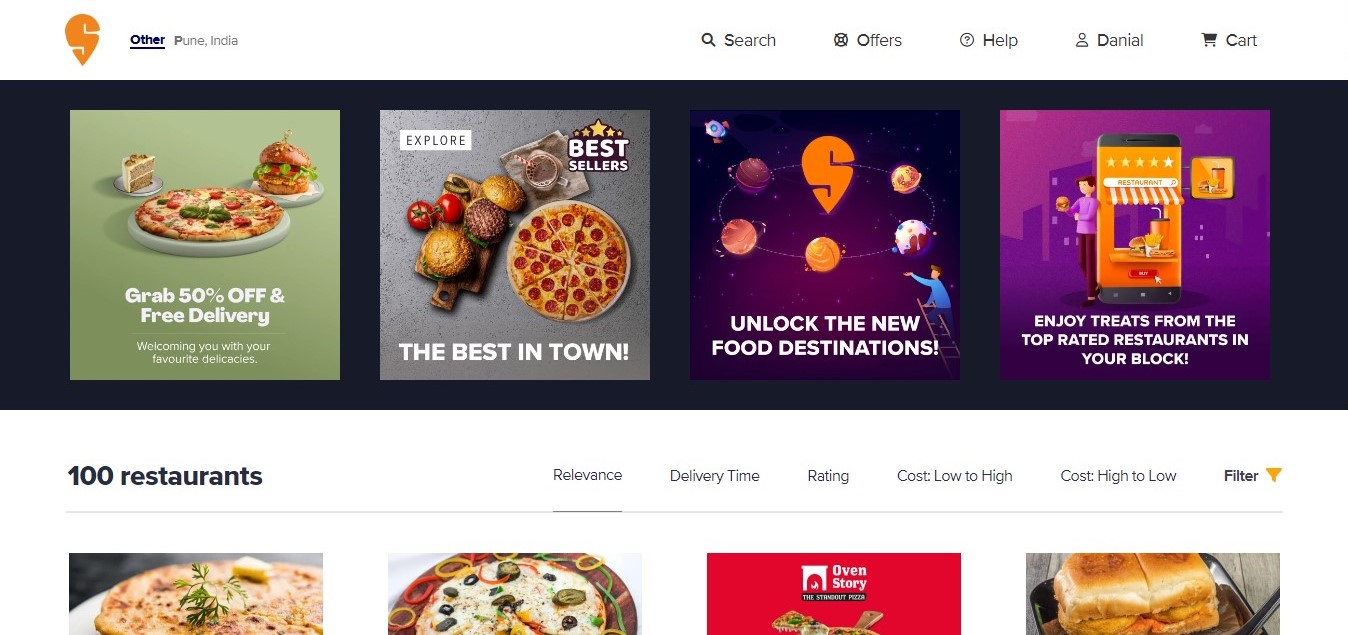 Other Pune, India
Search
Offers
Help
Danial
Cart
Grab 50% OFF &
Free Delivery
Welcoming you with your
favourite delicacies.
EXPLORE
BEST
SELLERS
THE BEST IN TOWN!
UNLOCK THE NEW
FOOD DESTINATIONS!
RESTAURANT
BUY
ENJOY TREATS FROM THE
TOP RATED RESTAURANTS IN
YOUR BLOCK!
100 restaurants
Relevance
Delivery Time
Rating
Cost: Low to High
Cost: High to Low
Filter
Oven
Story
THE STANDOUT PIZZA